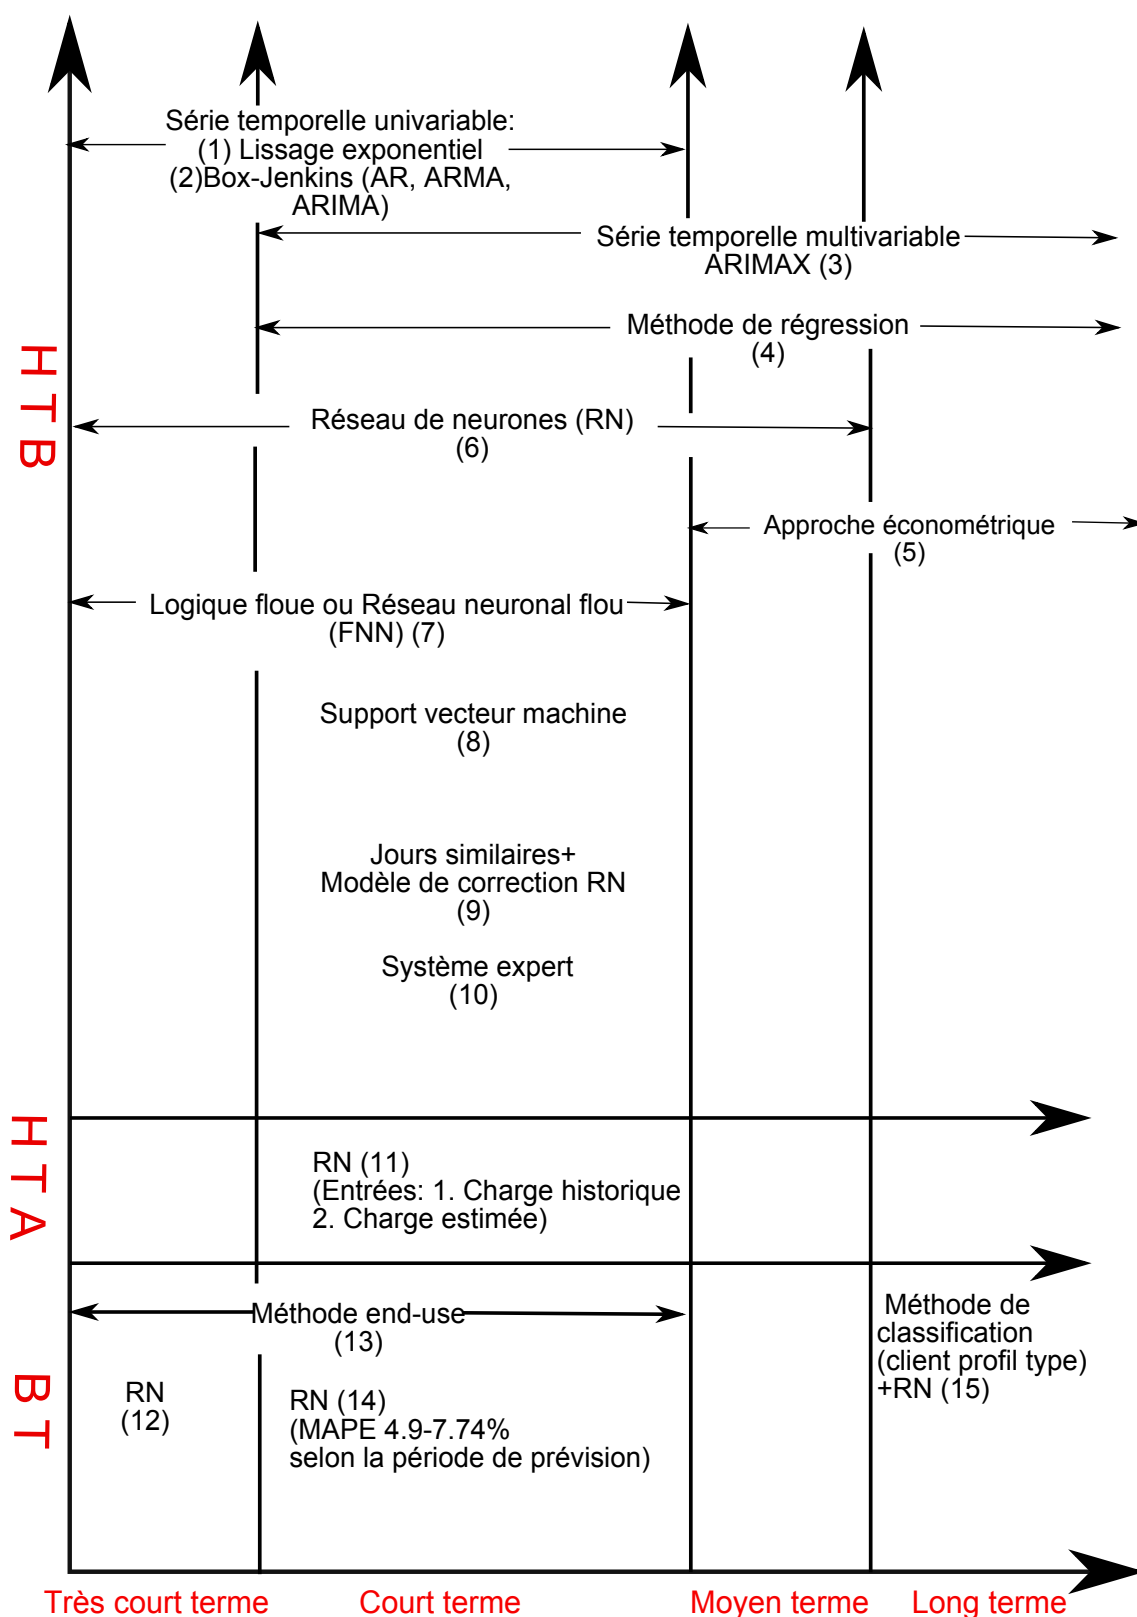 Série temporelle univariable:
(1) Lissage exponentiel
(2)Box-Jenkins (AR, ARMA,
ARIMA)
Série temporelle multivariable
ARIMAX (3)
Méthode de régression
(4)
HTB
Réseau de neurones (RN)
(6)
Approche économétrique
(5)
Logique floue ou Réseau neuronal flou
(FNN) (7)
Support vecteur machine
(8)
Jours similaires+
Modèle de correction RN
(9)
Système expert
(10)
HTA
RN (11)
(Entrées: 1. Charge historique
2. Charge estimée)
BT
Méthode end-use
(13)
Méthode de
classification
(client profil type)
+RN (15)
RN
(12)
RN (14)
(MAPE 4.9-7.74%
selon la période de prévision)
Très court terme
Court terme
Moyen terme
Long terme